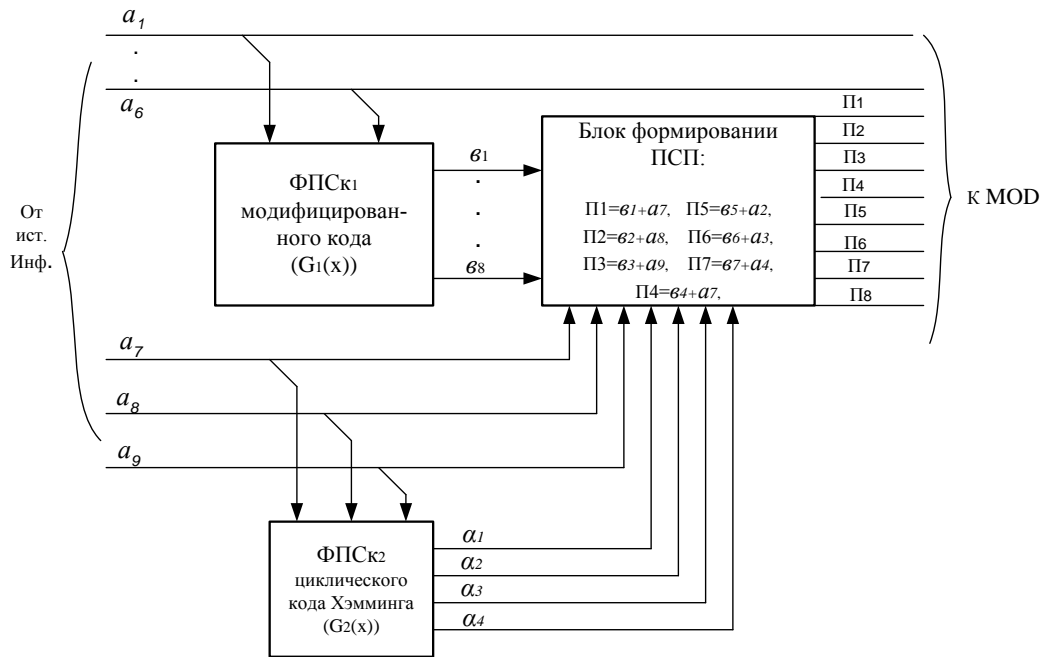 a1
.
.
a6
От
ист.
Инф.
ФПСк1
модифицирован-
ного кода
(G1(x))
в1
.
.
.
в8
Блок формировании
ПСП:
П1=в1+a7, П5=в5+a2,
П2=в2+a8, П6=в6+a3,
П3=в3+a9, П7=в7+a4,
П4=в4+a7,
П1
П2
П3
П4
П5
П6
П7
П8
К MOD
a7
a8
a9
ФПСк2
циклического
кода Хэмминга
(G2(x))
α1
α2
α3
α4